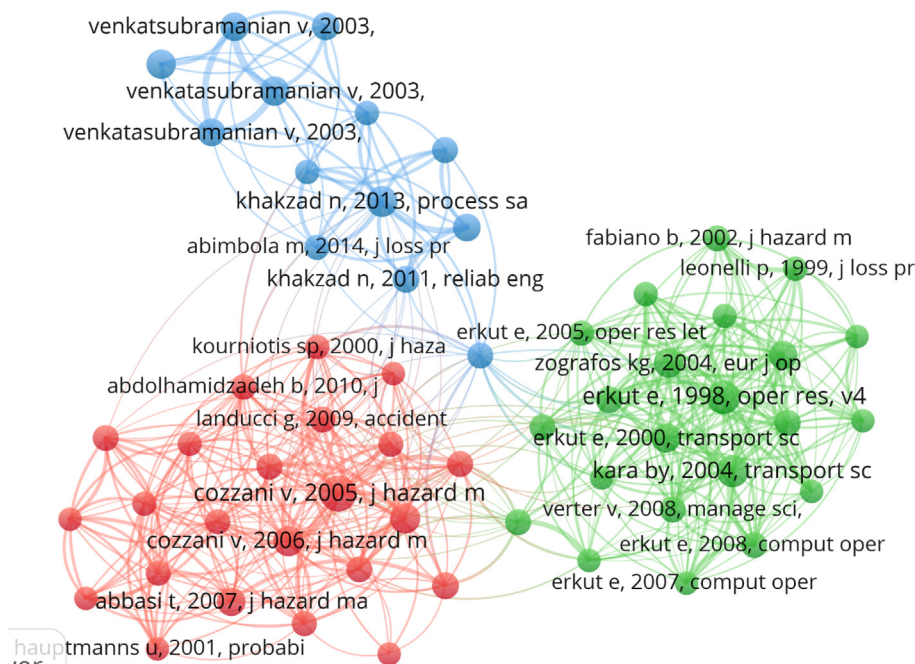 venkatsubramanian v, 2003,
venkatasubramanian v, 2003,
venkatasubramanian v, 2003,
khakzad n, 2013, process sa
abimbola m, 2014, j loss pr
khakzad n, 2011, reliab eng
fabiano b, 2002, j hazard m
leonelli p, 1999, j loss pr
erkut e, 2005, oper res let
kourniotis sp, 2000, j haza
zografos kg, 2004, eur j op
abdolhamidzadeh b, 2010, j
erkut e, 1998, oper res, v4
landucci g, 2009, accident
erkut e, 2000, transport sc
kara by, 2004, transport sc
cozzani v, 2005, j hazard m
verter v, 2008, manage sci,
cozzani v, 2006, j hazard m
erkut e, 2008, comput oper
erkut e, 2007, comput oper
abbasi t, 2007, j hazard ma
hauptmanns u, 2001, probabi